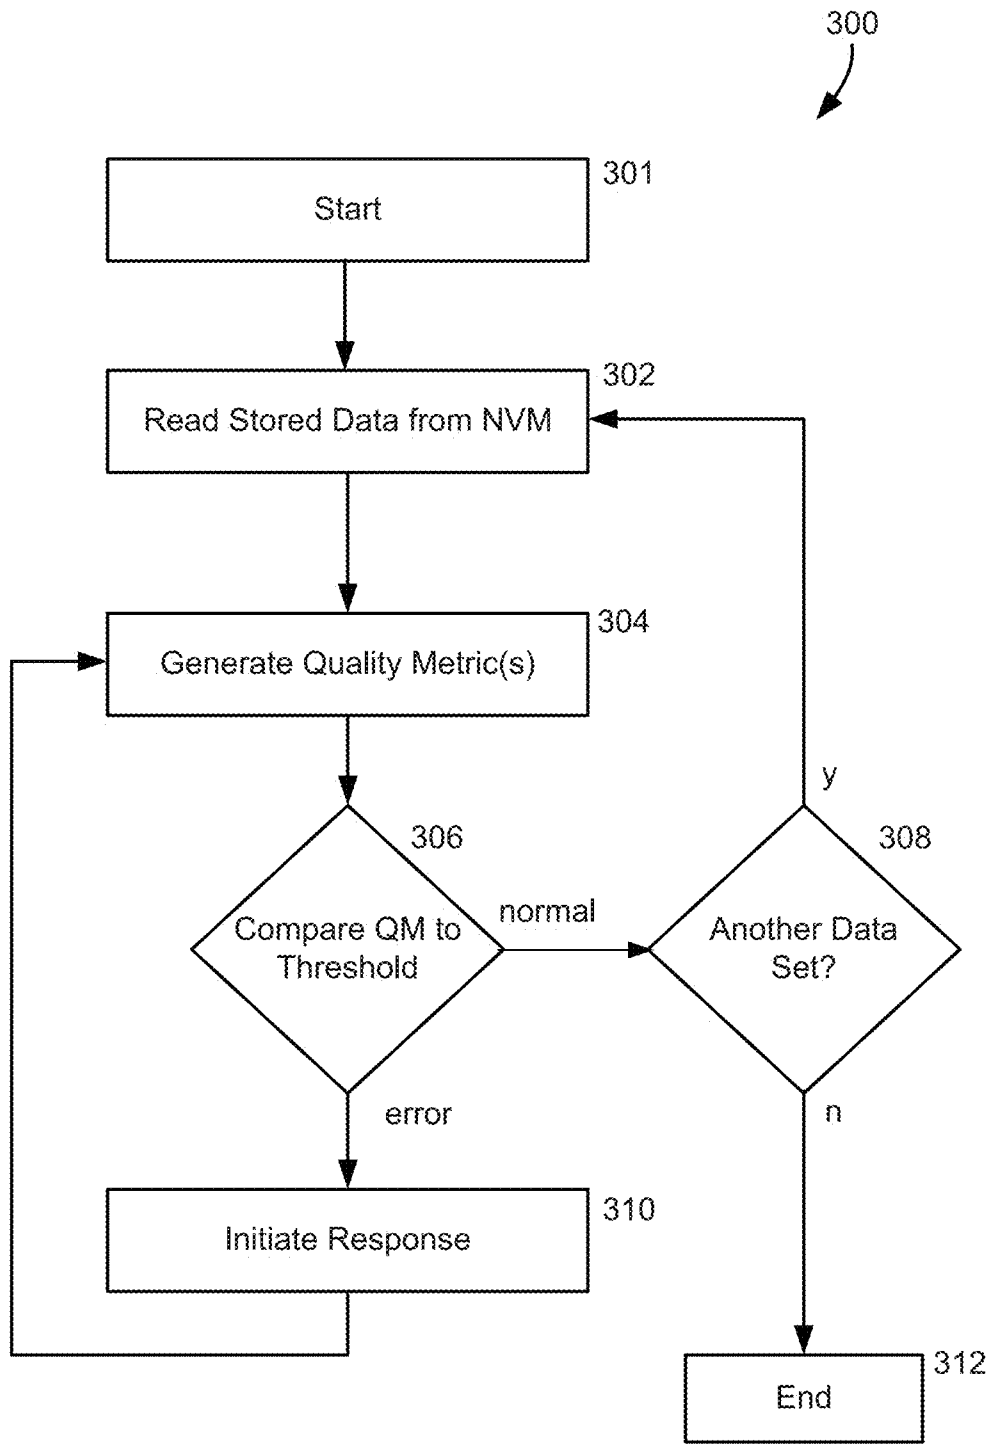 300
301
Start
302
Read Stored Data from NVM
304
Generate Quality Metric(s)
y
306
308
normal
Compare QM to
Threshold
Another Data
Set?
error
n
310
Initiate Response
312
End